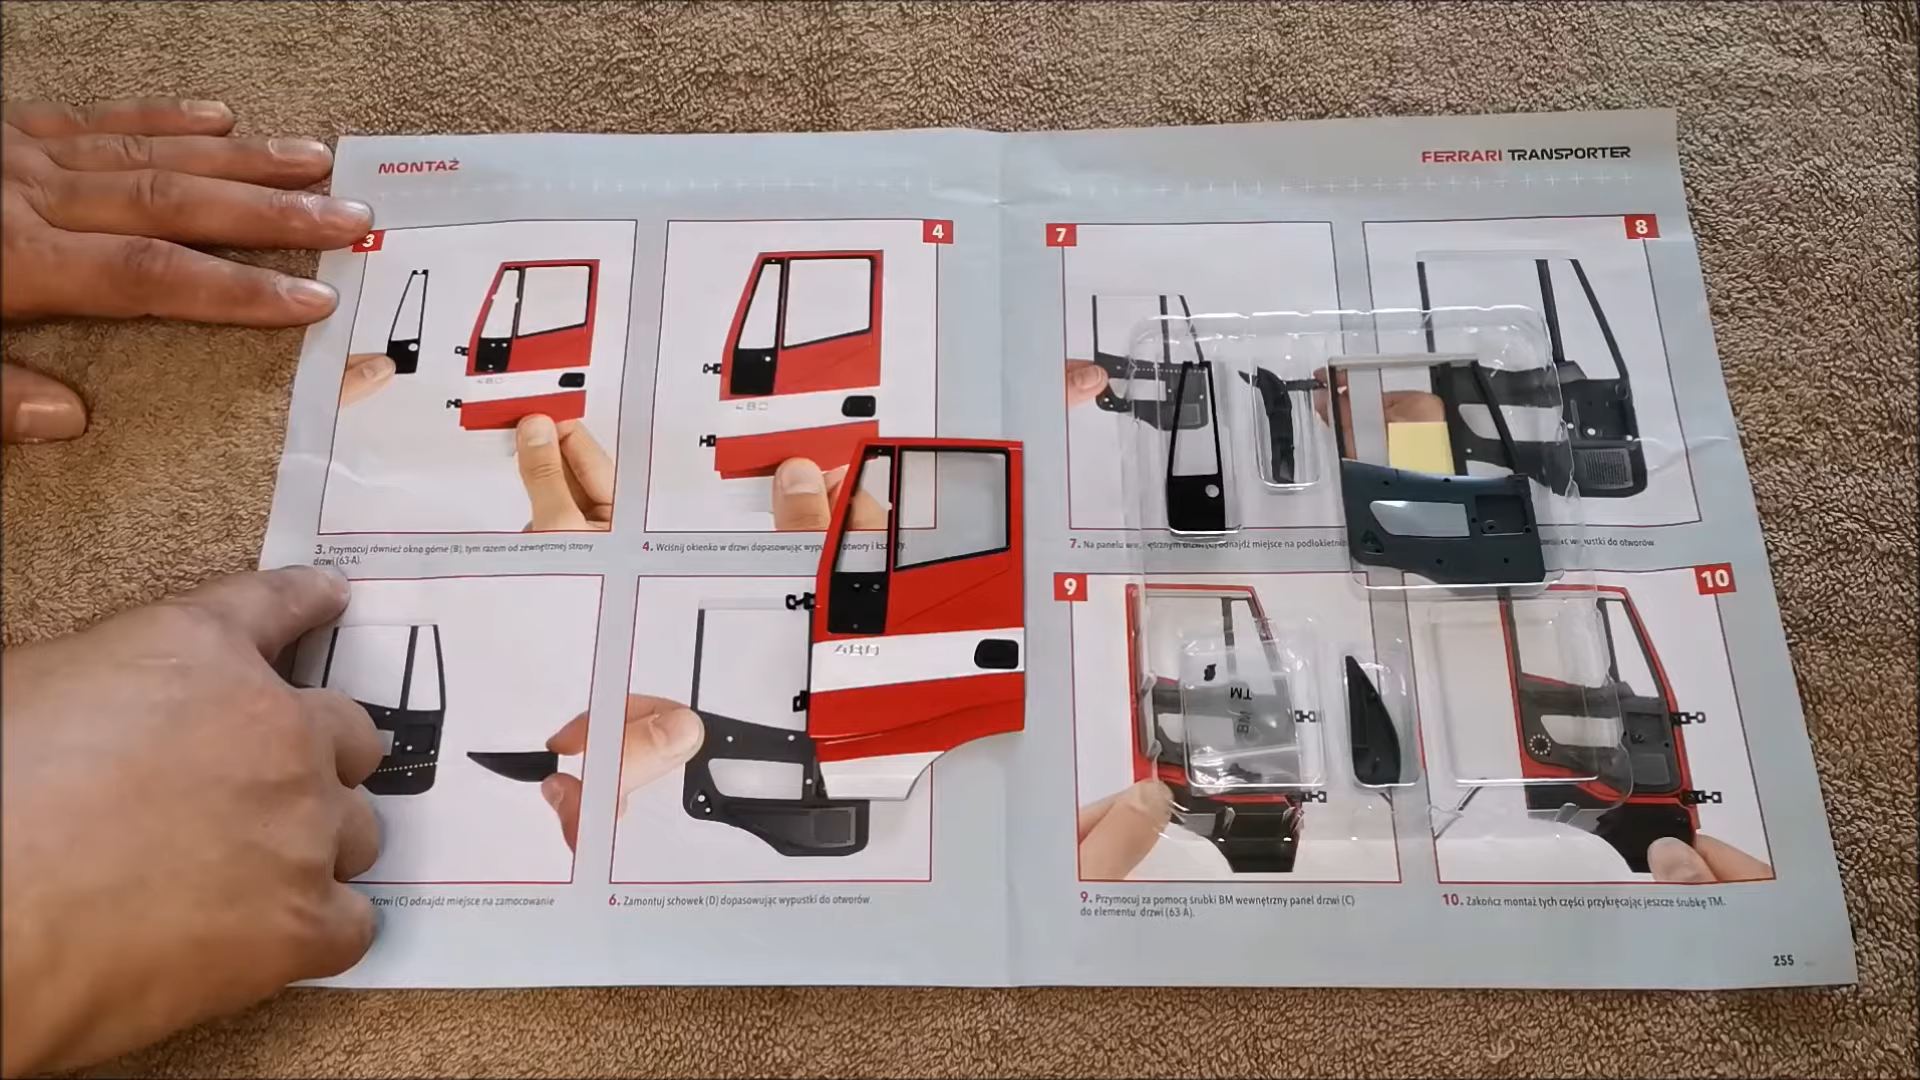 MONTAŻ
FERRARI TRANSPORTER
3
4
7
8
480
480
3. Przymocuj również okno górne (B), tym razem od zewnętrznej strony
drzwi (63-A).
4. Wciśnij okienko w drzwi dopasowując otwory i
7. Na panelu drzwi (C) odnajdź miejsce na podłokietnik
do otworów.
9
10
480
TM
BM
drzwi (C) odnajdź miejsce na zamocowanie
6. Zamontuj schowek (D) dopasowując wypustki do otworów.
9. Przymocuj za pomocą śrubki BM wewnętrzny panel drzwi (C)
do elementu drzwi (63-A).
10. Zakończ montaż tych części przykręcając jeszcze śrubkę TM.
255